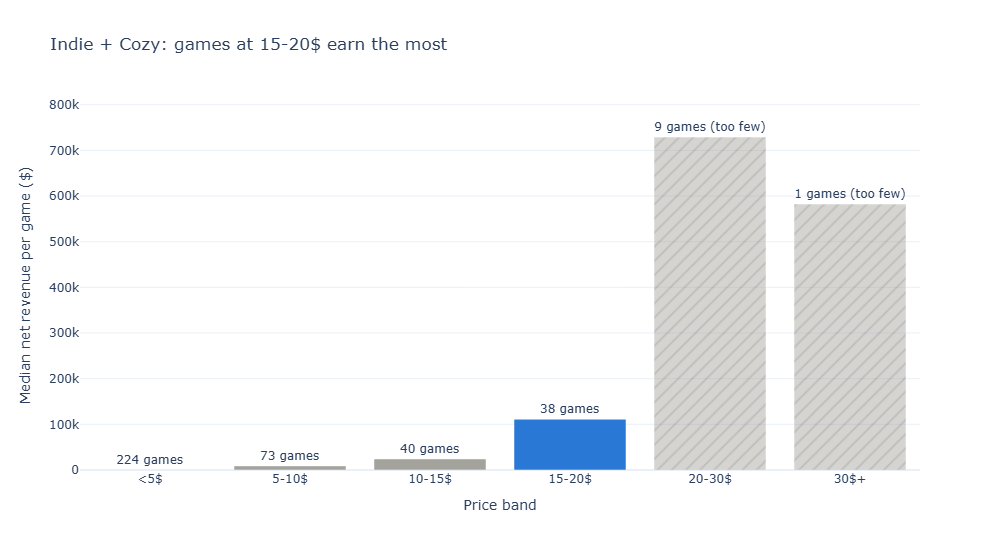 Indie + Cozy: games at 15-20$ earn the most
Median net revenue per game ($)
800k
700k
600k
500k
400k
300k
200k
100k
0
224 games
73 games
40 games
38 games
9 games (too few)
1 games (too few)
<5$
5-10$
10-15$
15-20$
20-30$
30$+
Price band